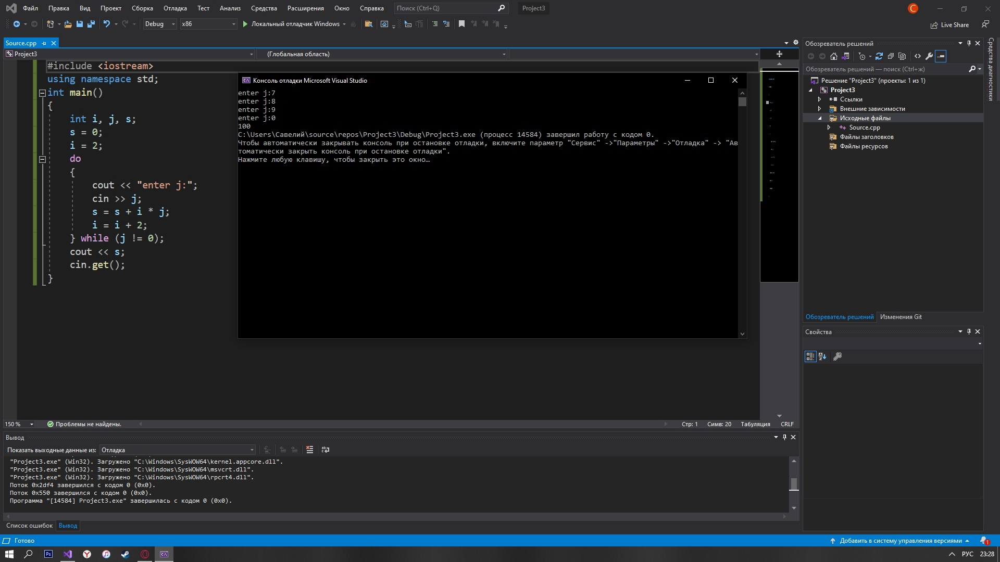 Файл Правка Вид Проект Сборка Отладка Тест Анализ Средства Расширения Окно Справка Поиск (Ctrl+Q) Project3 C
Debug x86 Локальный отладчик Windows Live Share
Source.cpp
Project3 (Глобальная область)
#include <iostream>
using namespace std;
int main()
{
int i, j, s;
s = 0;
i = 2;
do
{
cout << "enter j:";
cin >> j;
s = s + i * j;
i = i + 2;
} while (j != 0);
cout << s;
cin.get();
}
Консоль отладки Microsoft Visual Studio
enter j:7
enter j:8
enter j:9
enter j:0
100
C:\Users\Савелий\source\repos\Project3\Debug\Project3.exe (процесс 14584) завершил работу с кодом 0.
Чтобы автоматически закрывать консоль при остановке отладки, включите параметр "Сервис" ->"Параметры" ->"Отладка" -> "Ав
томатически закрыть консоль при остановке отладки".
Нажмите любую клавишу, чтобы закрыть это окно…
Обозреватель решений
Обозреватель решений — поиск (Ctrl+ж)
Решение "Project3" (проекты: 1 из 1)
Project3
Ссылки
Внешние зависимости
Исходные файлы
Source.cpp
Файлы заголовков
Файлы ресурсов
Обозреватель решений Изменения Git
Свойства
Средства диагностики
150 % Проблемы не найдены. Стр: 1 Симв: 20 Табуляция CRLF
Вывод
Показать выходные данные из: Отладка
"Project3.exe" (Win32). Загружено "C:\Windows\SysWOW64\kernel.appcore.dll".
"Project3.exe" (Win32). Загружено "C:\Windows\SysWOW64\msvcrt.dll".
"Project3.exe" (Win32). Загружено "C:\Windows\SysWOW64\rpcrt4.dll".
Поток 0x2df4 завершился с кодом 0 (0x0).
Поток 0x550 завершился с кодом 0 (0x0).
Программа "[14584] Project3.exe" завершилась с кодом 0 (0x0).
Список ошибок Вывод
Готово Добавить в систему управления версиями 1
Ps РУС 23:28